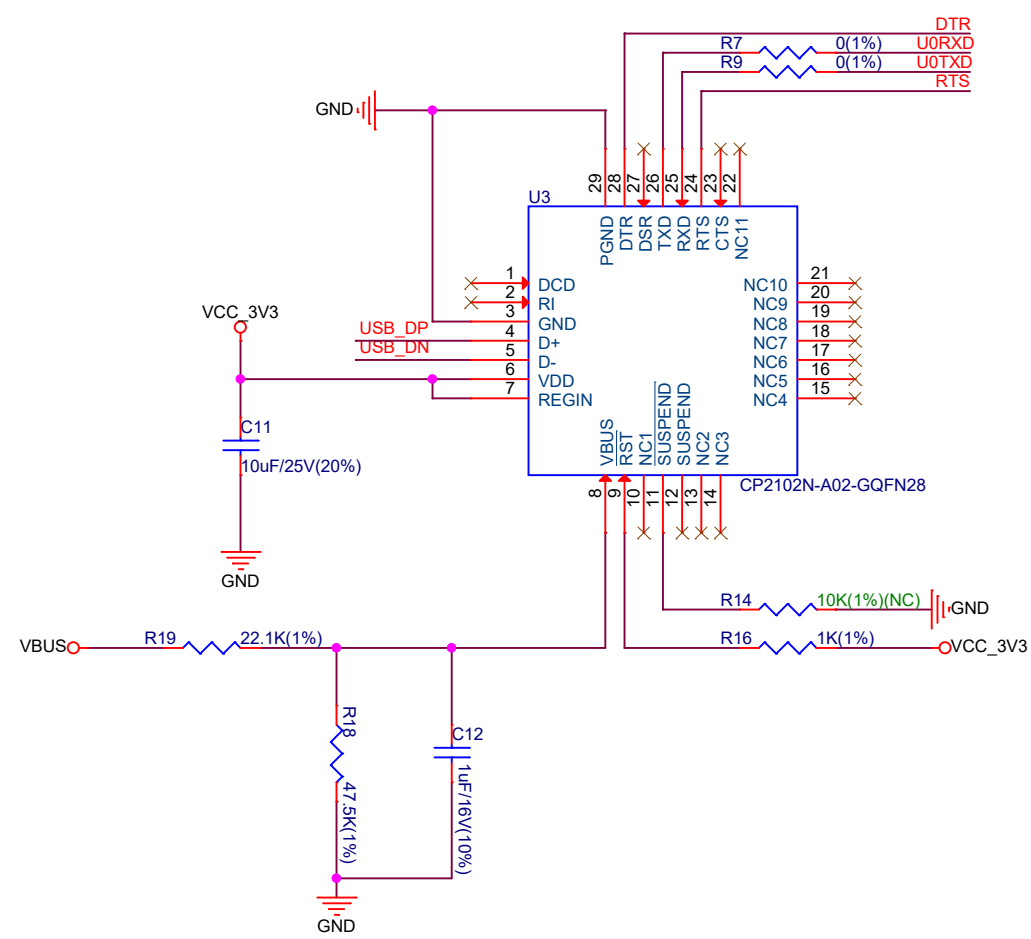 DTR
R7 0(1%) U0RXD
R9 0(1%) U0TXD
RTS
GND
29 28 27 26 25 24 23 22
U3
PGND DTR DSR TXD RXD RTS CTS NC11
1 DCD
2 RI
3 GND
USB_DP 4 D+
USB_DN 5 D-
6 VDD
7 REGIN
NC10 21
NC9 20
NC8 19
NC7 18
NC6 17
NC5 16
NC4 15
VCC_3V3
C11
10uF/25V(20%)
GND
VBUS RST NC1 SUSPEND SUSPEND NC2 NC3
8 9 10 11 12 13 14
CP2102N-A02-GQFN28
R14 10K(1%)(NC) GND
R16 1K(1%) VCC_3V3
VBUS R19 22.1K(1%)
R18 47.5K(1%)
C12
1uF/16V(10%)
GND